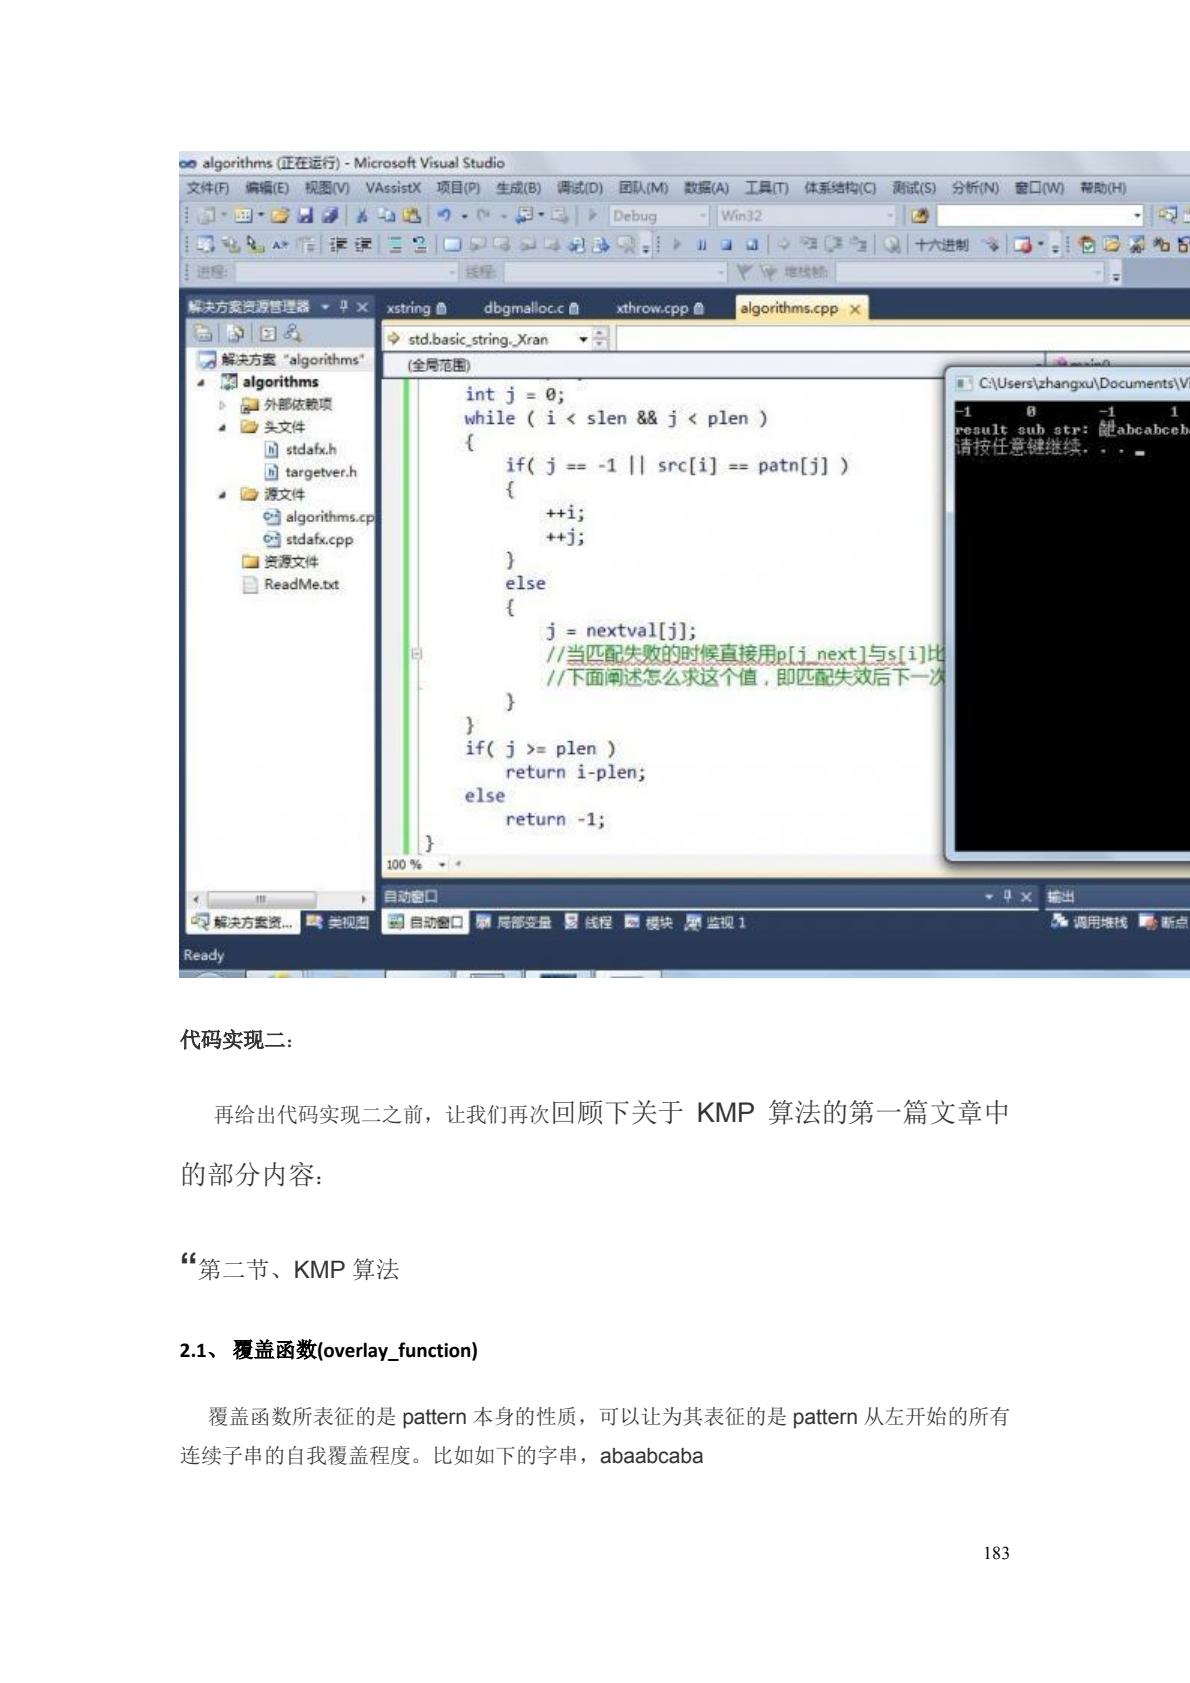 algorithms (正在运行) - Microsoft Visual Studio
文件(F) 编辑(E) 视图(V) VAssistX 项目(P) 生成(B) 调试(D) 团队(M) 数据(A) 工具(T) 体系结构(C) 测试(S) 分析(N) 窗口(W) 帮助(H)
Debug Win32
十六进制
进程: 线程: 堆栈帧:
解决方案资源管理器
xstring dbgmalloc.c xthrow.cpp algorithms.cpp
std.basic_string._Xran
(全局范围)
解决方案 "algorithms"
algorithms
外部依赖项
头文件
stdafx.h
targetver.h
源文件
algorithms.cp
stdafx.cpp
资源文件
ReadMe.txt
int j = 0;
while ( i < slen && j < plen )
{
if( j == -1 || src[i] == patn[j] )
{
++i;
++j;
}
else
{
j = nextval[j];
//当匹配失败的时候直接用p[j_next]与s[i]比
//下面阐述怎么求这个值，即匹配失效后下一次
}
}
if( j >= plen )
return i-plen;
else
return -1;
}
100 %
C:\Users\zhangxu\Documents\Vi
-1 0 -1 1
result sub str: abcabceb
请按任意键继续. . .
自动窗口
输出
解决方案资... 类视图
自动窗口 局部变量 线程 模块 监视 1
调用堆栈 断点
Ready
代码实现二：
再给出代码实现二之前，让我们再次回顾下关于 KMP 算法的第一篇文章中
的部分内容：
“第二节、KMP 算法
2.1、 覆盖函数(overlay_function)
覆盖函数所表征的是 pattern 本身的性质，可以让为其表征的是 pattern 从左开始的所有
连续子串的自我覆盖程度。比如如下的字串，abaabcaba
183